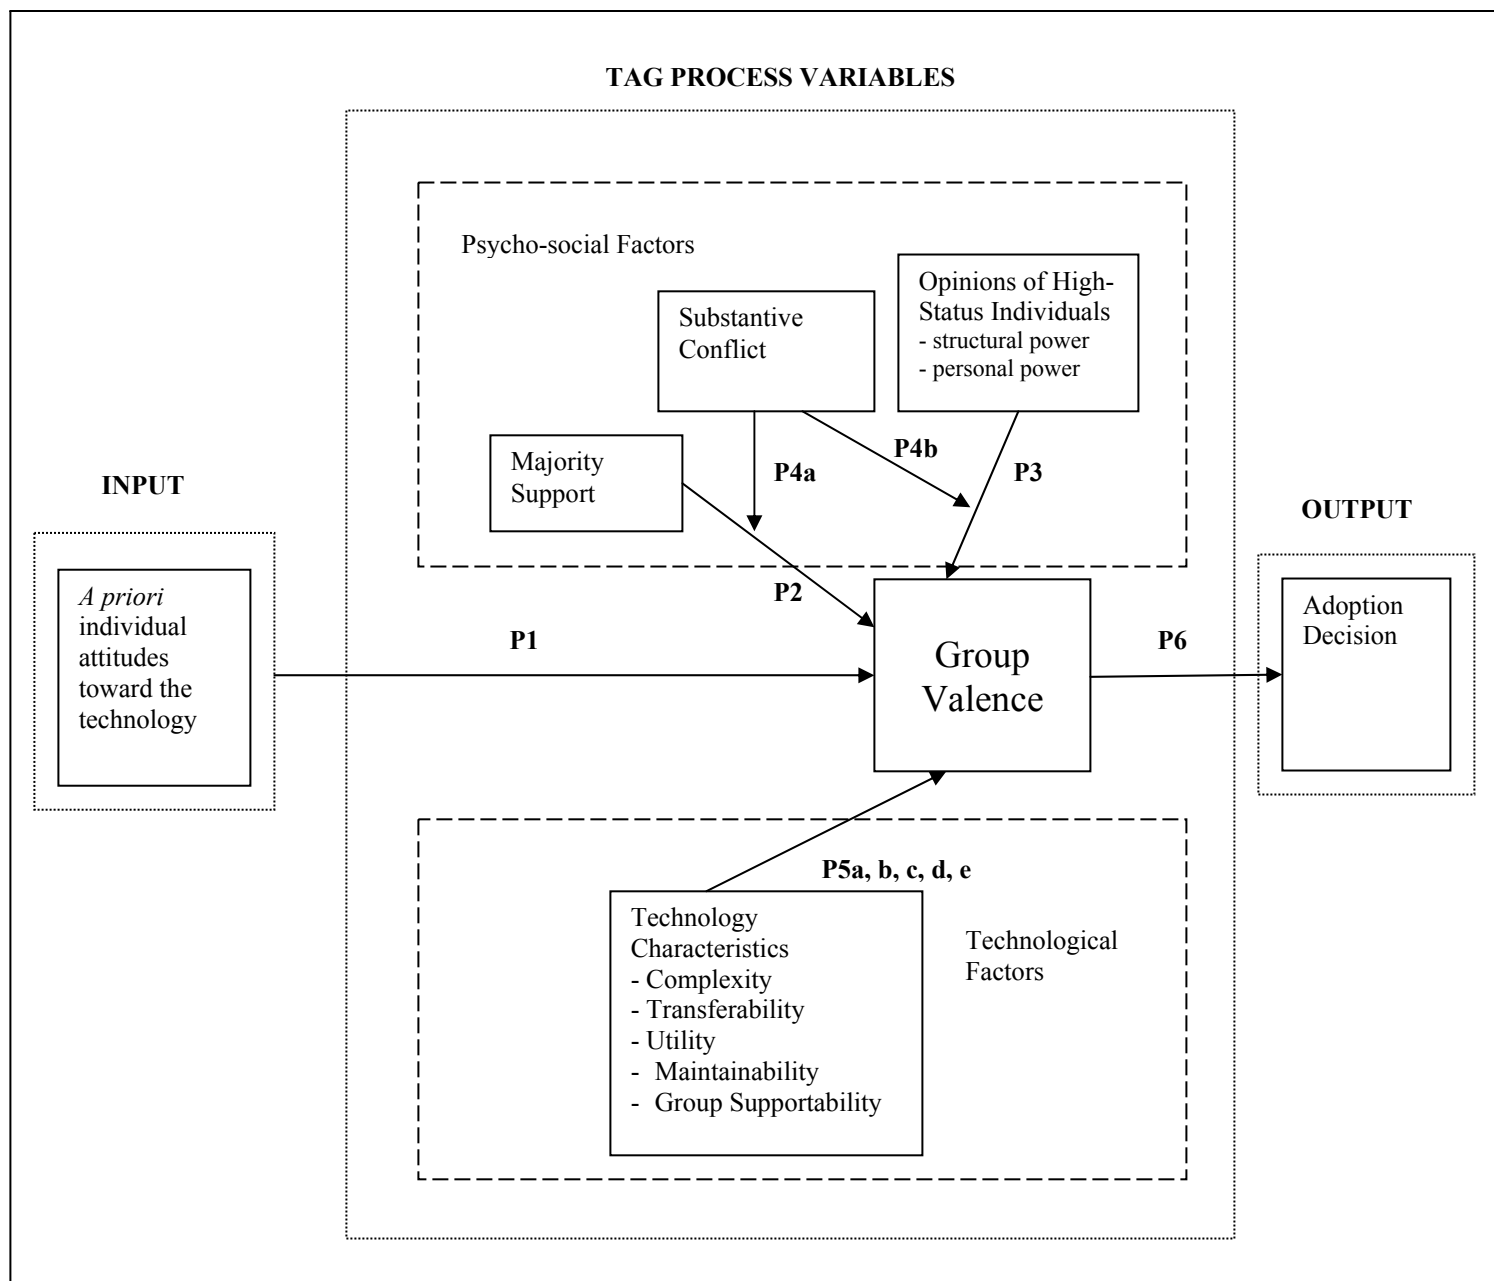 TAG PROCESS VARIABLES
Psycho-social Factors
Opinions of High-
Status Individuals
- structural power
- personal power
Substantive
Conflict
Majority
Support
P4a
P4b
P3
P2
INPUT
A priori
individual
attitudes
toward the
technology
P1
Group
Valence
P6
OUTPUT
Adoption
Decision
P5a, b, c, d, e
Technology
Characteristics
- Complexity
- Transferability
- Utility
- Maintainability
- Group Supportability
Technological
Factors